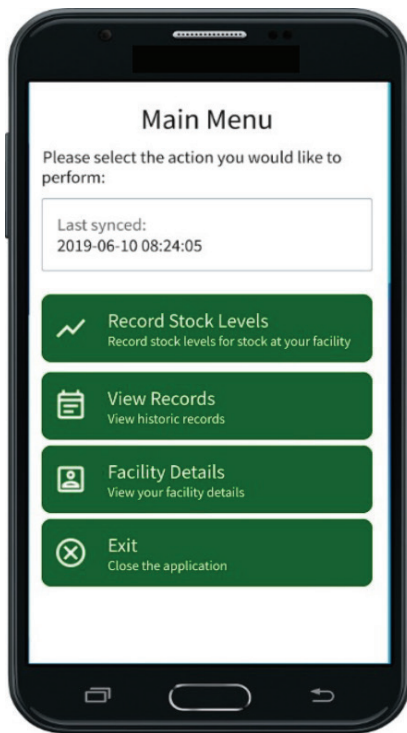 Main Menu
Please select the action you would like to
perform:
Last synced:
2019-06-10 08:24:05
Record Stock Levels
Record stock levels for stock at your facility
View Records
View historic records
Facility Details
View your facility details
Exit
Close the application